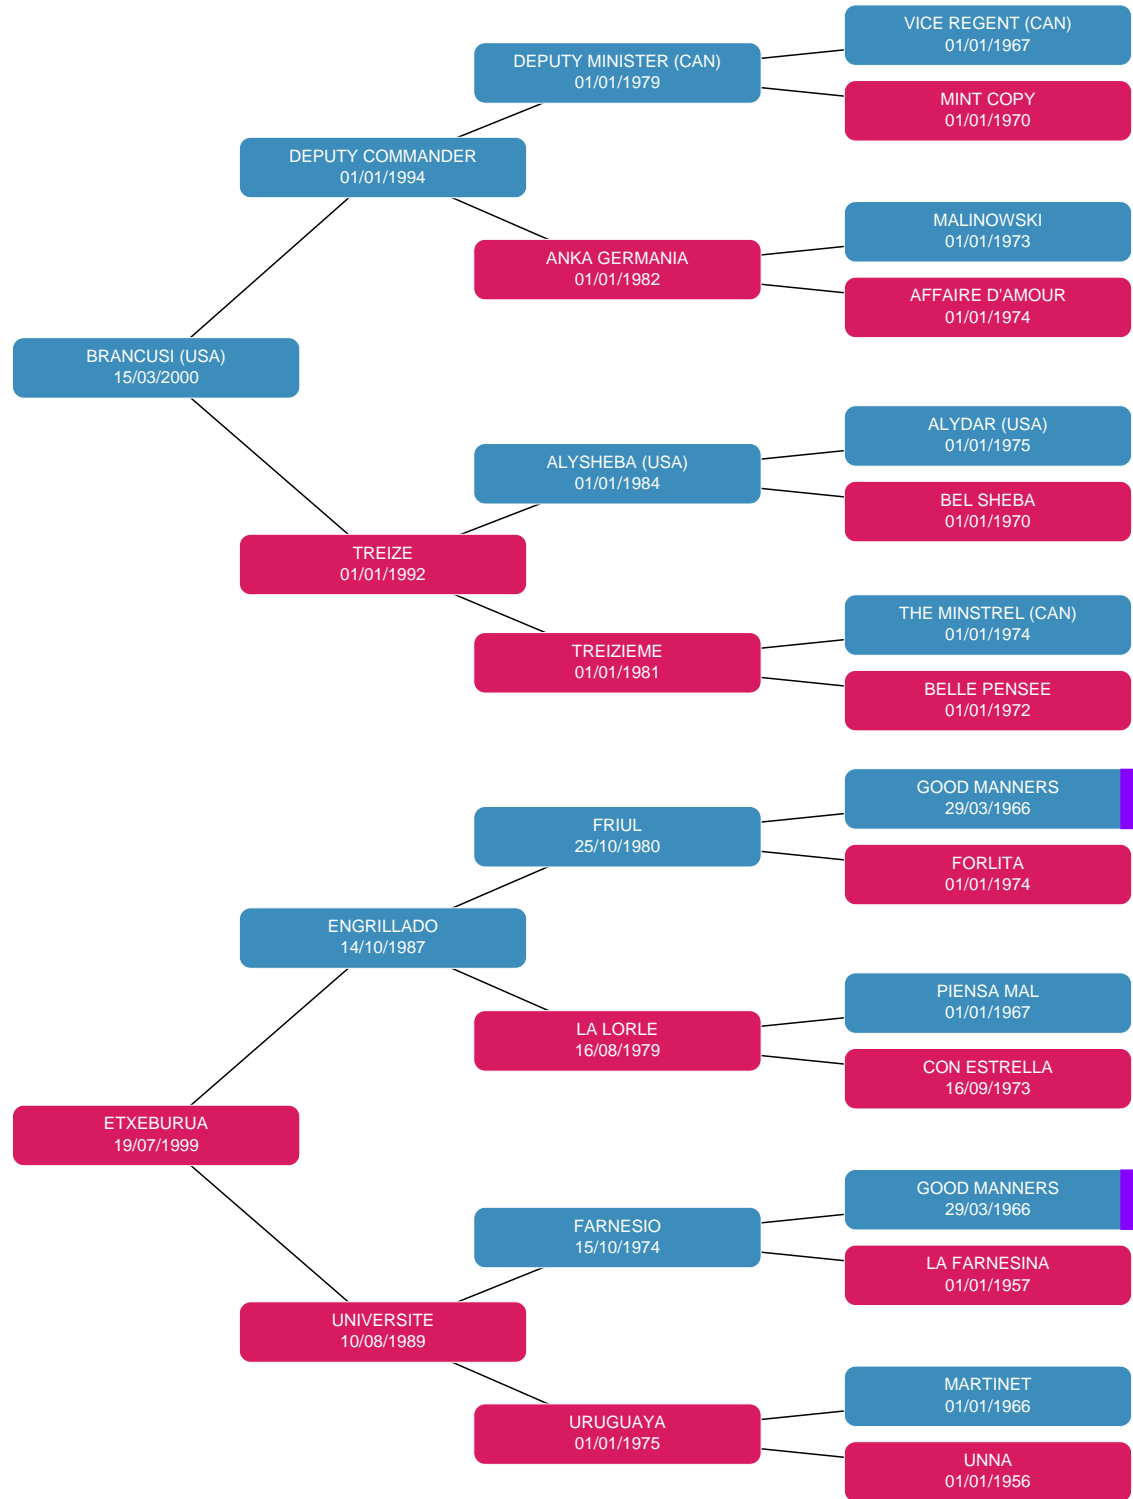 VICE REGENT (CAN)
01/01/1967
DEPUTY MINISTER (CAN)
01/01/1979
MINT COPY
01/01/1970
DEPUTY COMMANDER
01/01/1994
MALINOWSKI
01/01/1973
ANKA GERMANIA
01/01/1982
AFFAIRE D'AMOUR
01/01/1974
BRANCUSI (USA)
15/03/2000
ALYDAR (USA)
01/01/1975
ALYSHEBA (USA)
01/01/1984
BEL SHEBA
01/01/1970
TREIZE
01/01/1992
THE MINSTREL (CAN)
01/01/1974
TREIZIEME
01/01/1981
BELLE PENSEE
01/01/1972
GOOD MANNERS
29/03/1966
FRIUL
25/10/1980
FORLITA
01/01/1974
ENGRILLADO
14/10/1987
PIENSA MAL
01/01/1967
LA LORLE
16/08/1979
CON ESTRELLA
16/09/1973
ETXEBURUA
19/07/1999
GOOD MANNERS
29/03/1966
FARNESIO
15/10/1974
LA FARNESINA
01/01/1957
UNIVERSITE
10/08/1989
MARTINET
01/01/1966
URUGUAYA
01/01/1975
UNNA
01/01/1956